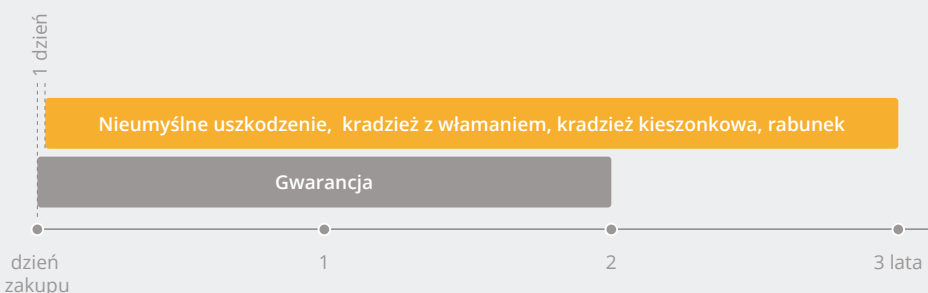 1 dzień
Nieumyślne uszkodzenie, kradzież z włamaniem, kradzież kieszonkowa, rabunek
Gwarancja
dzień
zakupu
1
2
3 lata